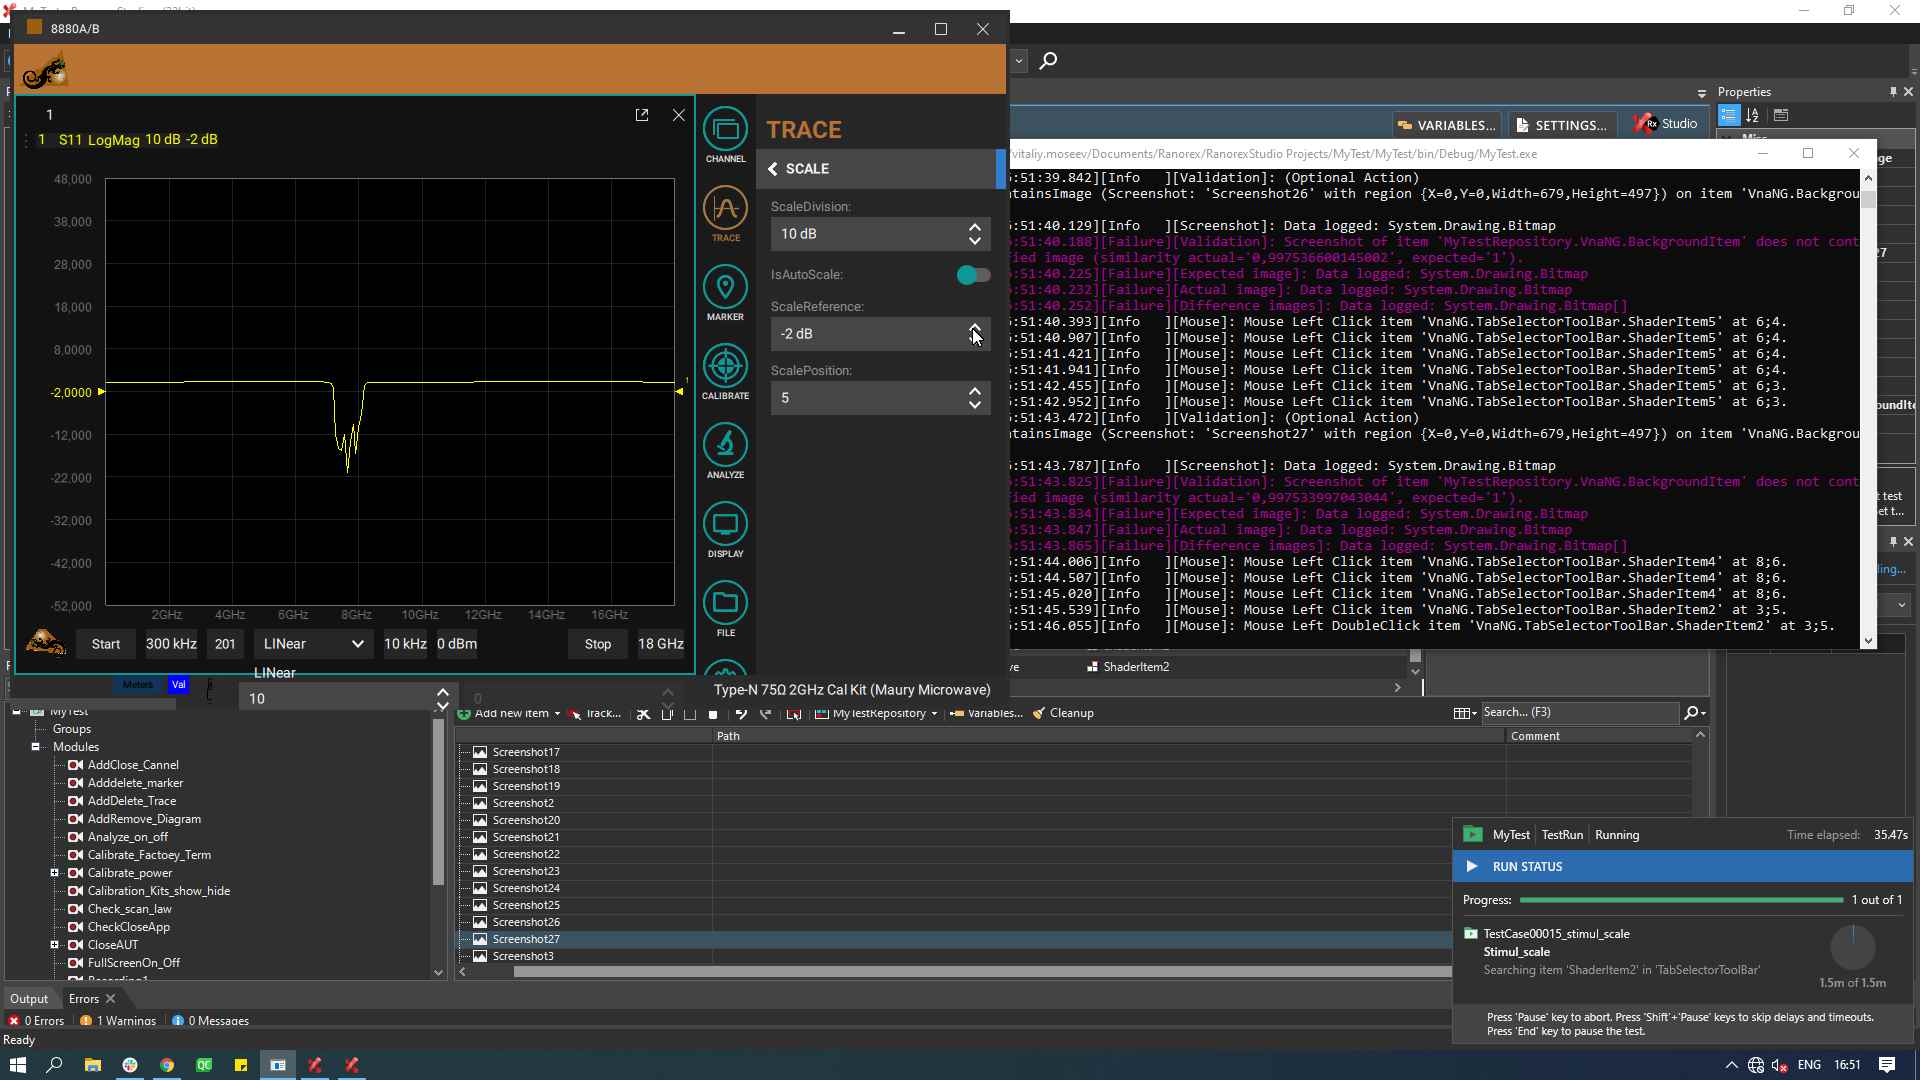 8880A/B
1
1 S11 LogMag 10 dB -2 dB
48,000
38,000
28,000
18,000
8,0000
-2,0000
-12,000
-22,000
-32,000
-42,000
-52,000
1
2GHz 4GHz 6GHz 8GHz 10GHz 12GHz 14GHz 16GHz
Start 300 kHz 201 LINear 10 kHz 0 dBm Stop 18 GHz
LINear
Meters Val
10
0
Type-N 75Ω 2GHz Cal Kit (Maury Microwave)
CHANNEL
TRACE
MARKER
CALIBRATE
ANALYZE
DISPLAY
FILE
TRACE
SCALE
ScaleDivision:
10 dB
IsAutoScale:
ScaleReference:
-2 dB
ScalePosition:
5
VARIABLES... SETTINGS... Rx Studio
Properties
/vitaliy.moseev/Documents/Ranorex/RanorexStudio Projects/MyTest/MyTest/bin/Debug/MyTest.exe
:51:39.842][Info ][Validation]: (Optional Action)
tainsImage (Screenshot: 'Screenshot26' with region {X=0,Y=0,Width=679,Height=497}) on item 'VnaNG.Backgrou
:51:40.129][Info ][Screenshot]: Data logged: System.Drawing.Bitmap
:51:40.188][Failure][Validation]: Screenshot of item 'MyTestRepository.VnaNG.BackgroundItem' does not cont
fied image (similarity actual='0,997536600145002', expected='1').
:51:40.225][Failure][Expected image]: Data logged: System.Drawing.Bitmap
:51:40.232][Failure][Actual image]: Data logged: System.Drawing.Bitmap
:51:40.252][Failure][Difference images]: Data logged: System.Drawing.Bitmap[]
:51:40.393][Info ][Mouse]: Mouse Left Click item 'VnaNG.TabSelectorToolBar.ShaderItem5' at 6;4.
:51:40.907][Info ][Mouse]: Mouse Left Click item 'VnaNG.TabSelectorToolBar.ShaderItem5' at 6;4.
:51:41.421][Info ][Mouse]: Mouse Left Click item 'VnaNG.TabSelectorToolBar.ShaderItem5' at 6;4.
:51:41.941][Info ][Mouse]: Mouse Left Click item 'VnaNG.TabSelectorToolBar.ShaderItem5' at 6;4.
:51:42.455][Info ][Mouse]: Mouse Left Click item 'VnaNG.TabSelectorToolBar.ShaderItem5' at 6;3.
:51:42.952][Info ][Mouse]: Mouse Left Click item 'VnaNG.TabSelectorToolBar.ShaderItem5' at 6;3.
:51:43.472][Info ][Validation]: (Optional Action)
tainsImage (Screenshot: 'Screenshot27' with region {X=0,Y=0,Width=679,Height=497}) on item 'VnaNG.Backgrou
:51:43.787][Info ][Screenshot]: Data logged: System.Drawing.Bitmap
:51:43.825][Failure][Validation]: Screenshot of item 'MyTestRepository.VnaNG.BackgroundItem' does not cont
fied image (similarity actual='0,997533997043044', expected='1').
:51:43.834][Failure][Expected image]: Data logged: System.Drawing.Bitmap
:51:43.847][Failure][Actual image]: Data logged: System.Drawing.Bitmap
:51:43.865][Failure][Difference images]: Data logged: System.Drawing.Bitmap[]
:51:44.006][Info ][Mouse]: Mouse Left Click item 'VnaNG.TabSelectorToolBar.ShaderItem4' at 8;6.
:51:44.507][Info ][Mouse]: Mouse Left Click item 'VnaNG.TabSelectorToolBar.ShaderItem4' at 8;6.
:51:45.020][Info ][Mouse]: Mouse Left Click item 'VnaNG.TabSelectorToolBar.ShaderItem4' at 8;6.
:51:45.539][Info ][Mouse]: Mouse Left Click item 'VnaNG.TabSelectorToolBar.ShaderItem2' at 3;5.
:51:46.055][Info ][Mouse]: Mouse Left DoubleClick item 'VnaNG.TabSelectorToolBar.ShaderItem2' at 3;5.
ShaderItem2
MyTest
Groups
Modules
AddClose_Cannel
Adddelete_marker
AddDelete_Trace
AddRemove_Diagram
Analyze_on_off
Calibrate_Factoey_Term
Calibrate_power
Calibration_Kits_show_hide
Check_scan_law
CheckCloseApp
CloseAUT
FullScreenOn_Off
Add new item Track... MyTestRepository Variables... Cleanup Search... (F3)
Path Comment
Screenshot17
Screenshot18
Screenshot19
Screenshot2
Screenshot20
Screenshot21
Screenshot22
Screenshot23
Screenshot24
Screenshot25
Screenshot26
Screenshot27
Screenshot3
MyTest TestRun Running Time elapsed: 35.47s
RUN STATUS
Progress: 1 out of 1
TestCase00015_stimul_scale
Stimul_scale
Searching item 'ShaderItem2' in 'TabSelectorToolBar'
1.5m of 1.5m
Press 'Pause' key to abort. Press 'Shift'+'Pause' keys to skip delays and timeouts.
Press 'End' key to pause the test.
Output Errors
0 Errors 1 Warnings 0 Messages
Ready
ENG 16:51